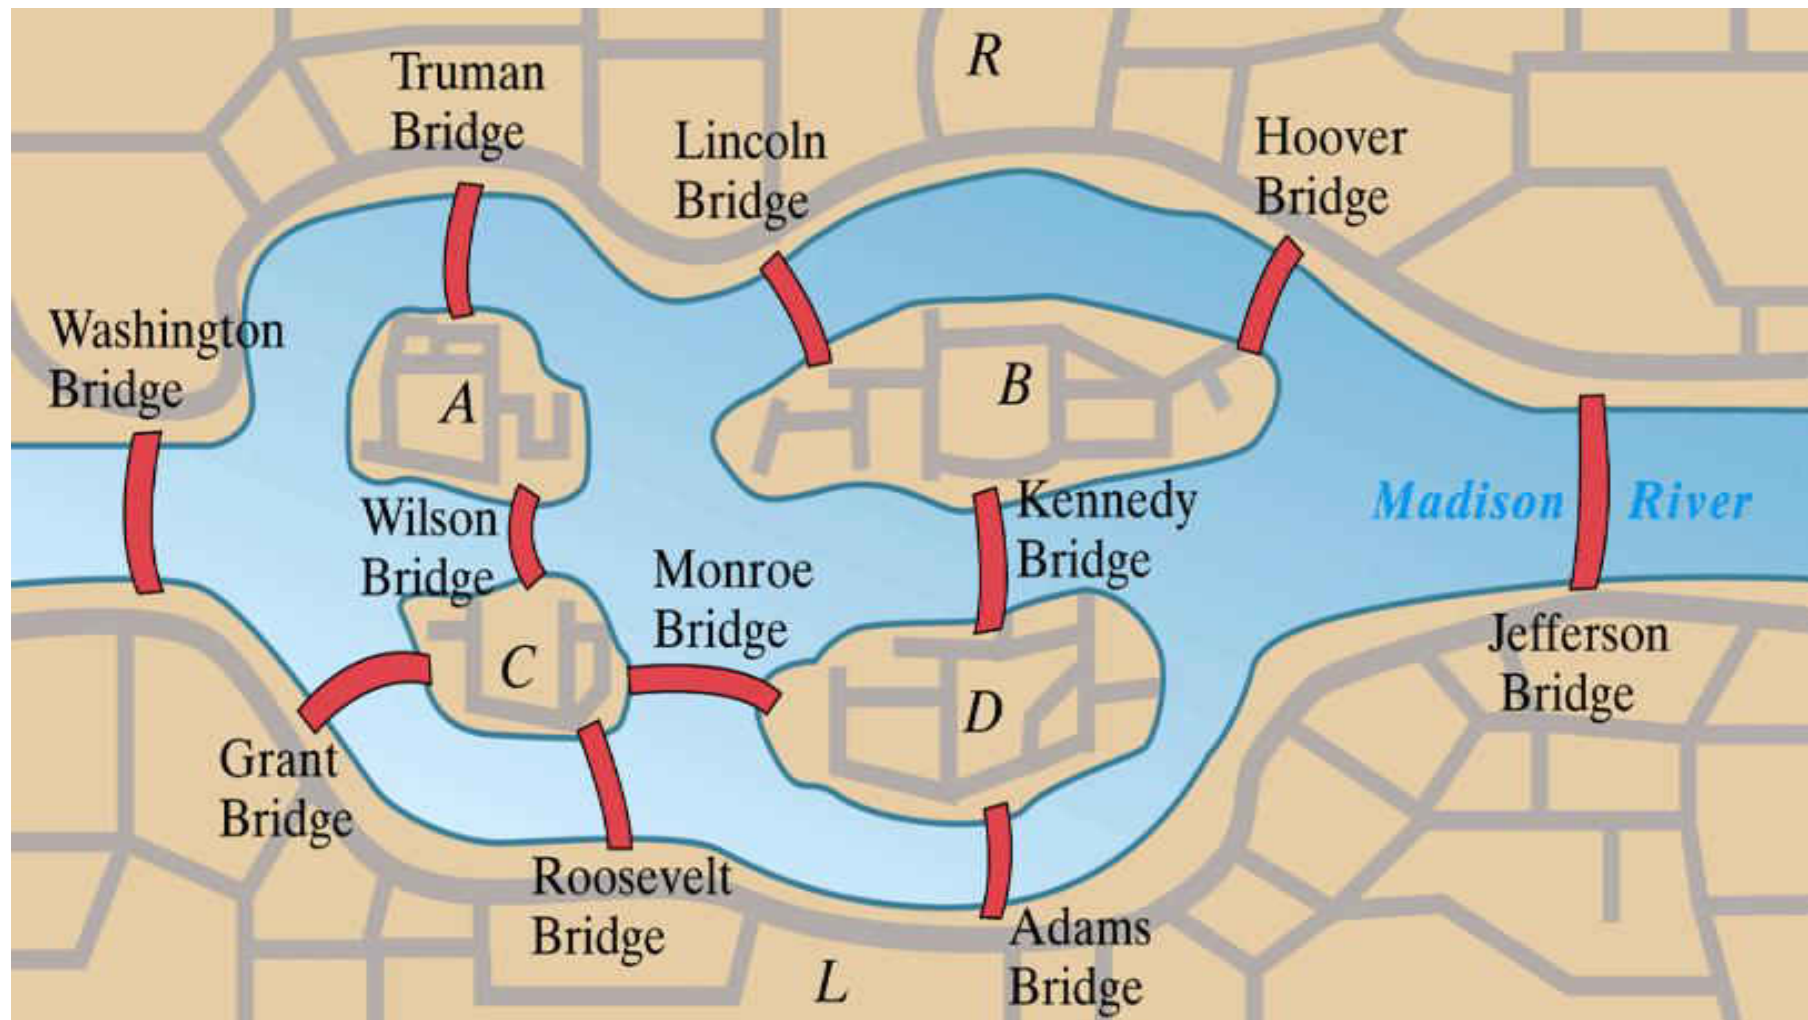 R
Truman
Bridge
Lincoln
Bridge
Hoover
Bridge
Washington
Bridge
A
B
Wilson
Bridge
Kennedy
Bridge
Madison River
Monroe
Bridge
C
D
Jefferson
Bridge
Grant
Bridge
Roosevelt
Bridge
Adams
Bridge
L